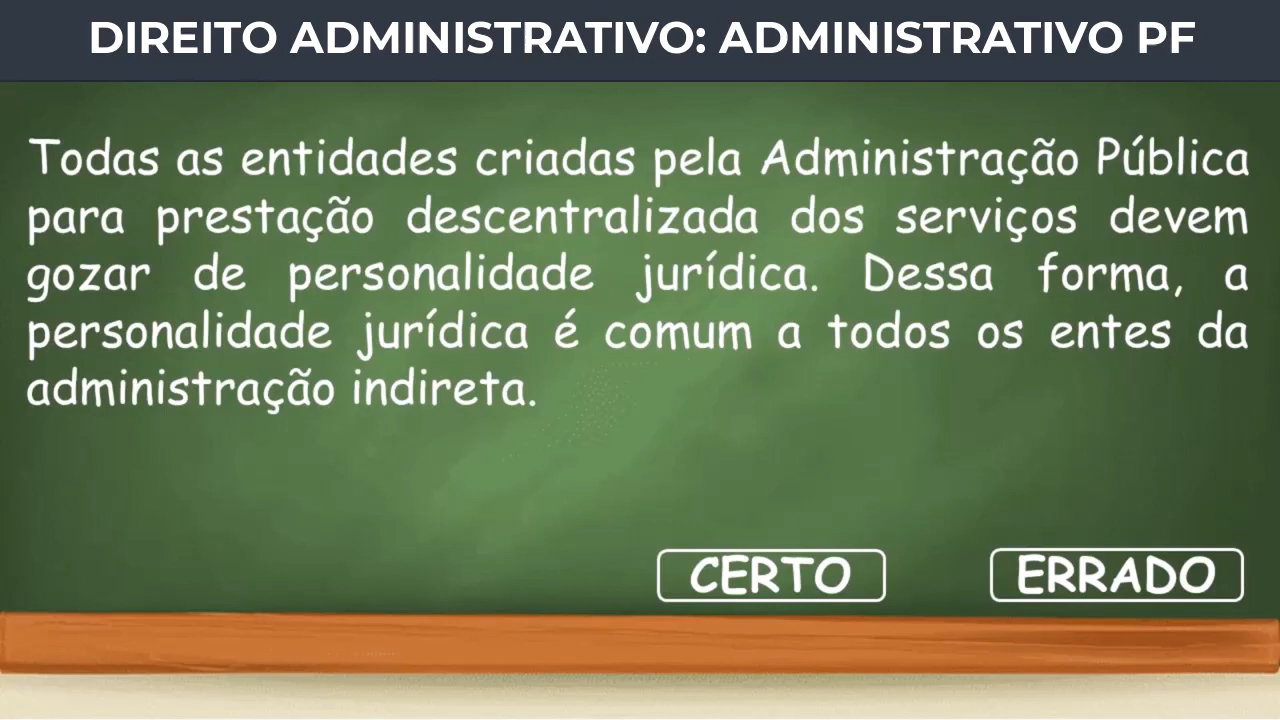 DIREITO ADMINISTRATIVO: ADMINISTRATIVO PF
Todas as entidades criadas pela Administração Pública
para prestação descentralizada dos serviços devem
gozar de personalidade jurídica. Dessa forma, a
personalidade jurídica é comum a todos os entes da
administração indireta.
CERTO ERRADO